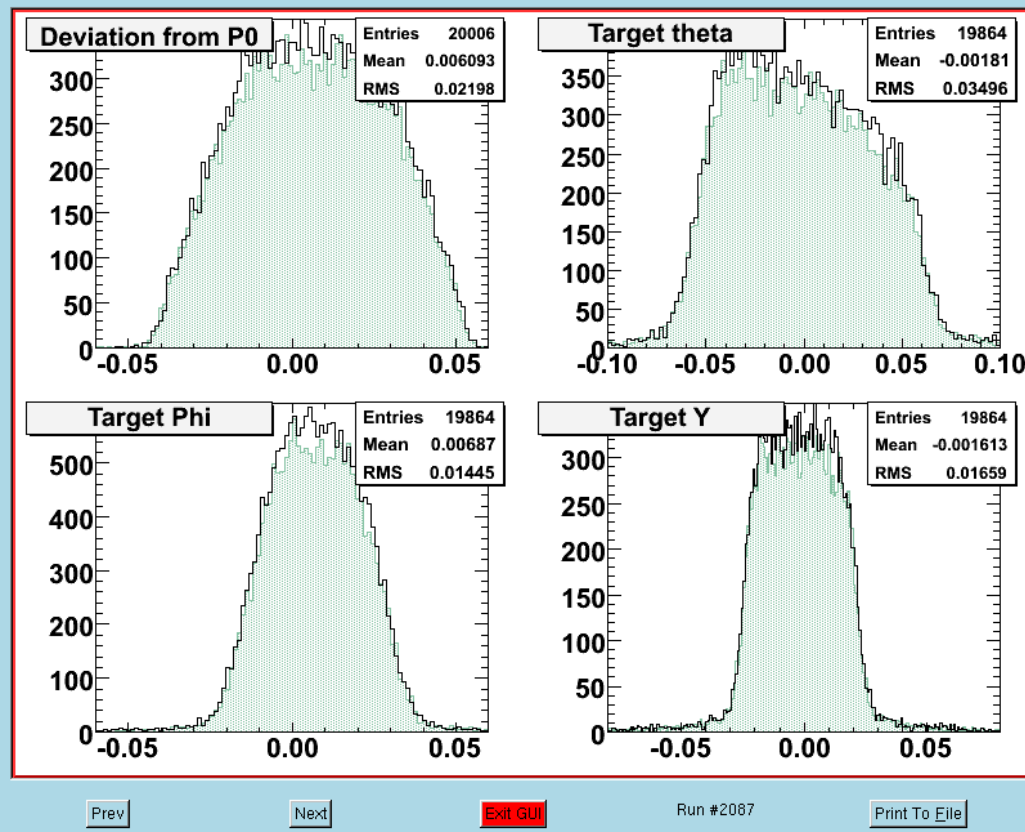 Deviation from P0
Entries 20006
Mean 0.006093
RMS 0.02198
300
250
200
150
100
50
0
-0.05 0.00 0.05
Target theta
Entries 19864
Mean -0.00181
RMS 0.03496
350
300
250
200
150
100
50
0
-0.10 -0.05 0.00 0.05 0.10
Target Phi
Entries 19864
Mean 0.00687
RMS 0.01445
500
400
300
200
100
0
-0.05 0.00 0.05
Target Y
Entries 19864
Mean -0.001613
RMS 0.01659
300
250
200
150
100
50
0
-0.05 0.00 0.05
Prev Next Exit GUI Run #2087 Print To File